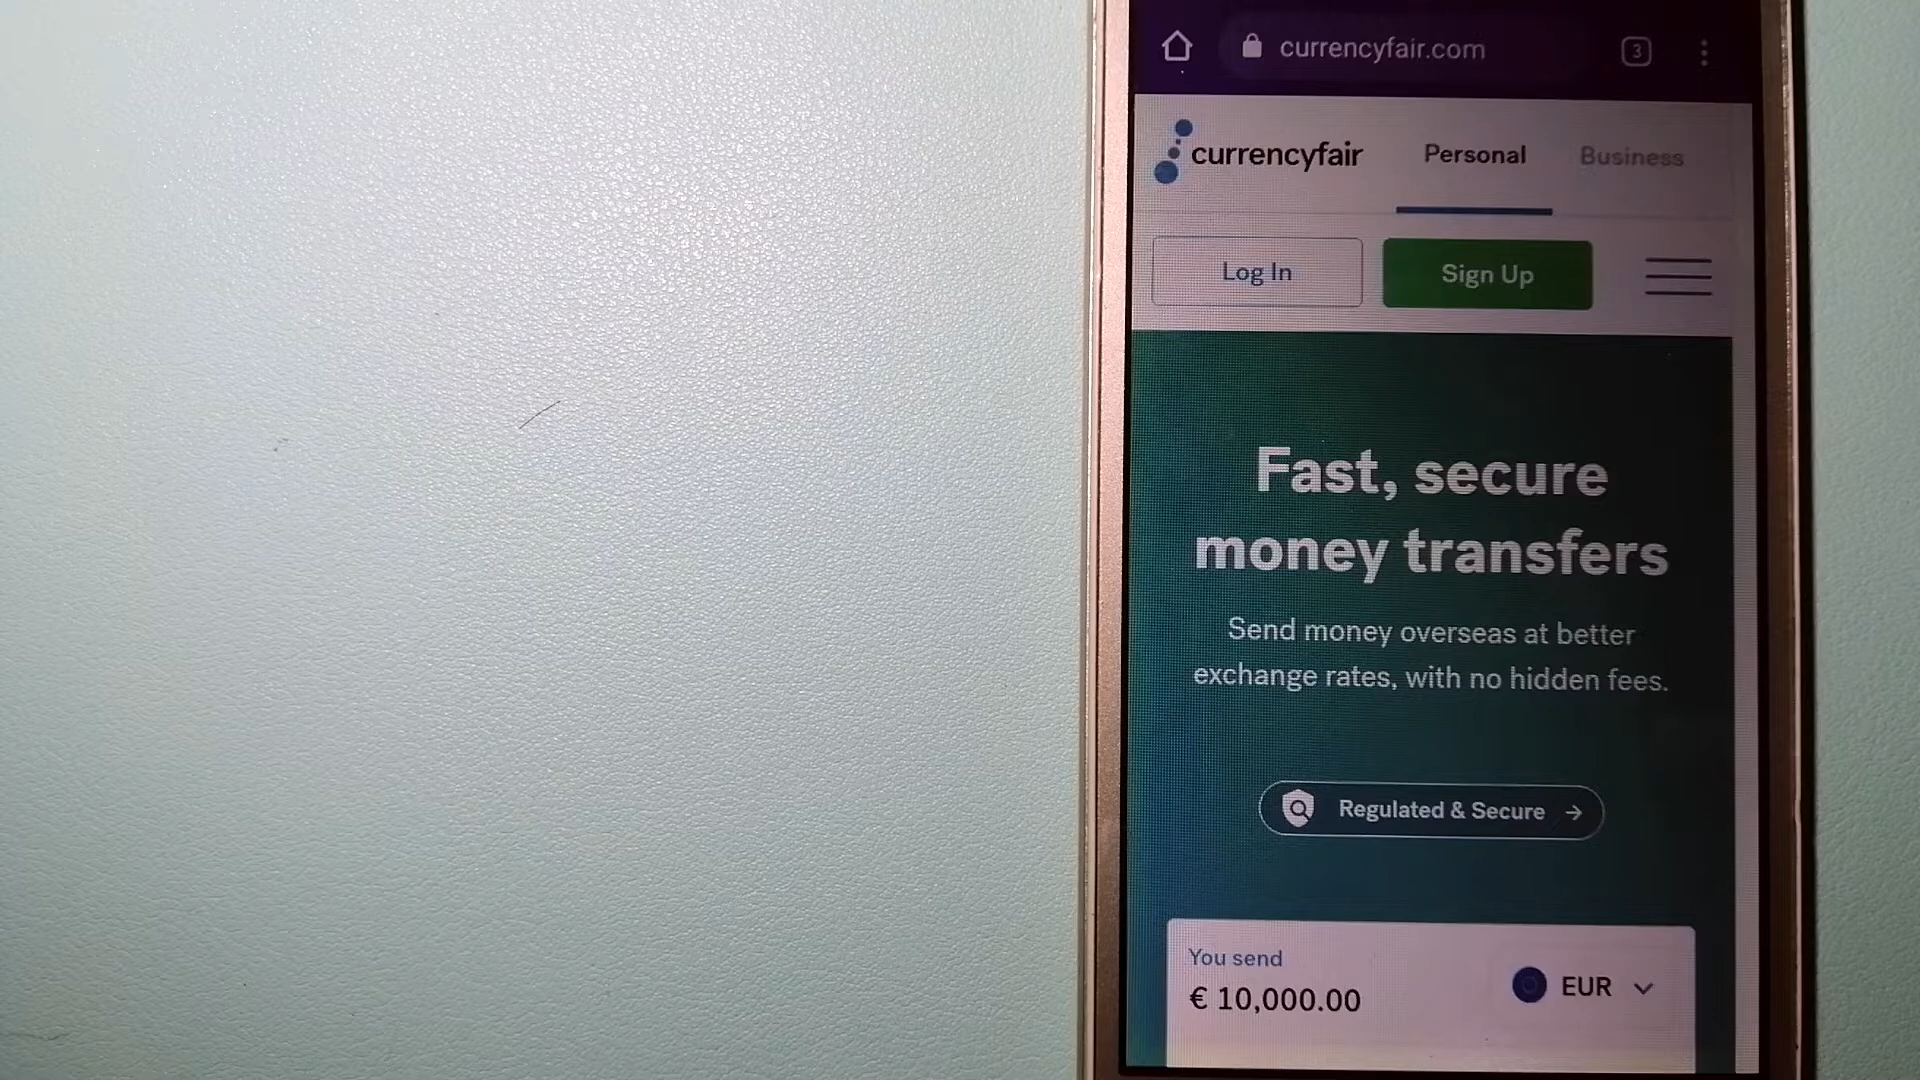 currencyfair.com
3
currencyfair
Personal
Business
Log In
Sign Up
Fast, secure
money transfers
Send money overseas at better
exchange rates, with no hidden fees.
Regulated & Secure →
You send
€ 10,000.00
EUR